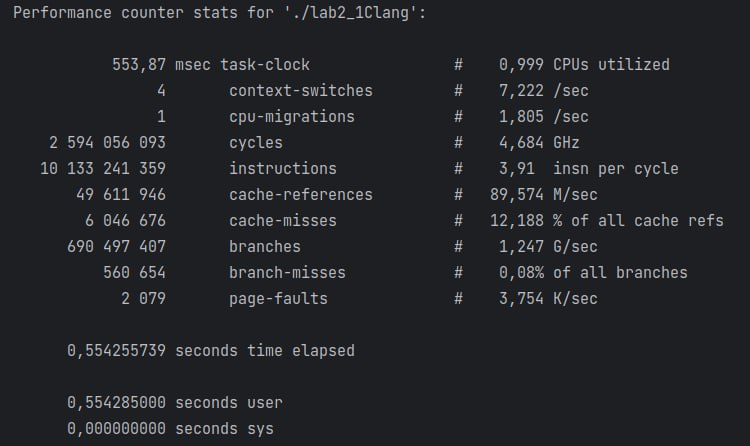 Performance counter stats for './lab2_1Clang':
553,87 msec task-clock # 0,999 CPUs utilized
4 context-switches # 7,222 /sec
1 cpu-migrations # 1,805 /sec
2 594 056 093 cycles # 4,684 GHz
10 133 241 359 instructions # 3,91 insn per cycle
49 611 946 cache-references # 89,574 M/sec
6 046 676 cache-misses # 12,188 % of all cache refs
690 497 407 branches # 1,247 G/sec
560 654 branch-misses # 0,08% of all branches
2 079 page-faults # 3,754 K/sec
0,554255739 seconds time elapsed
0,554285000 seconds user
0,000000000 seconds sys